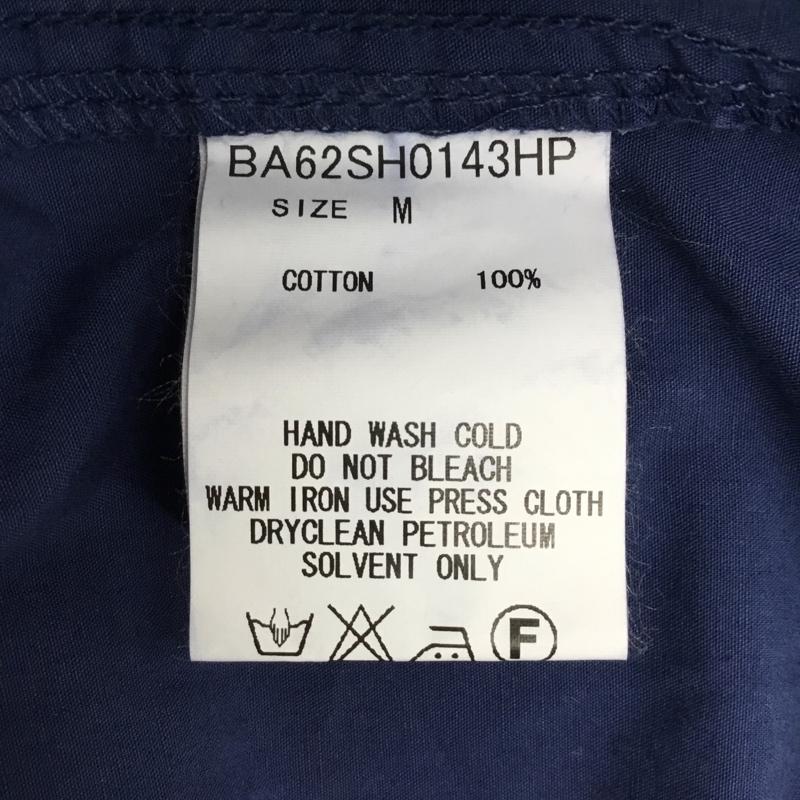 BA62SH0143HP
SIZE M
COTTON 100%
HAND WASH COLD
DO NOT BLEACH
WARM IRON USE PRESS CLOTH
DRYCLEAN PETROLEUM
SOLVENT ONLY
F